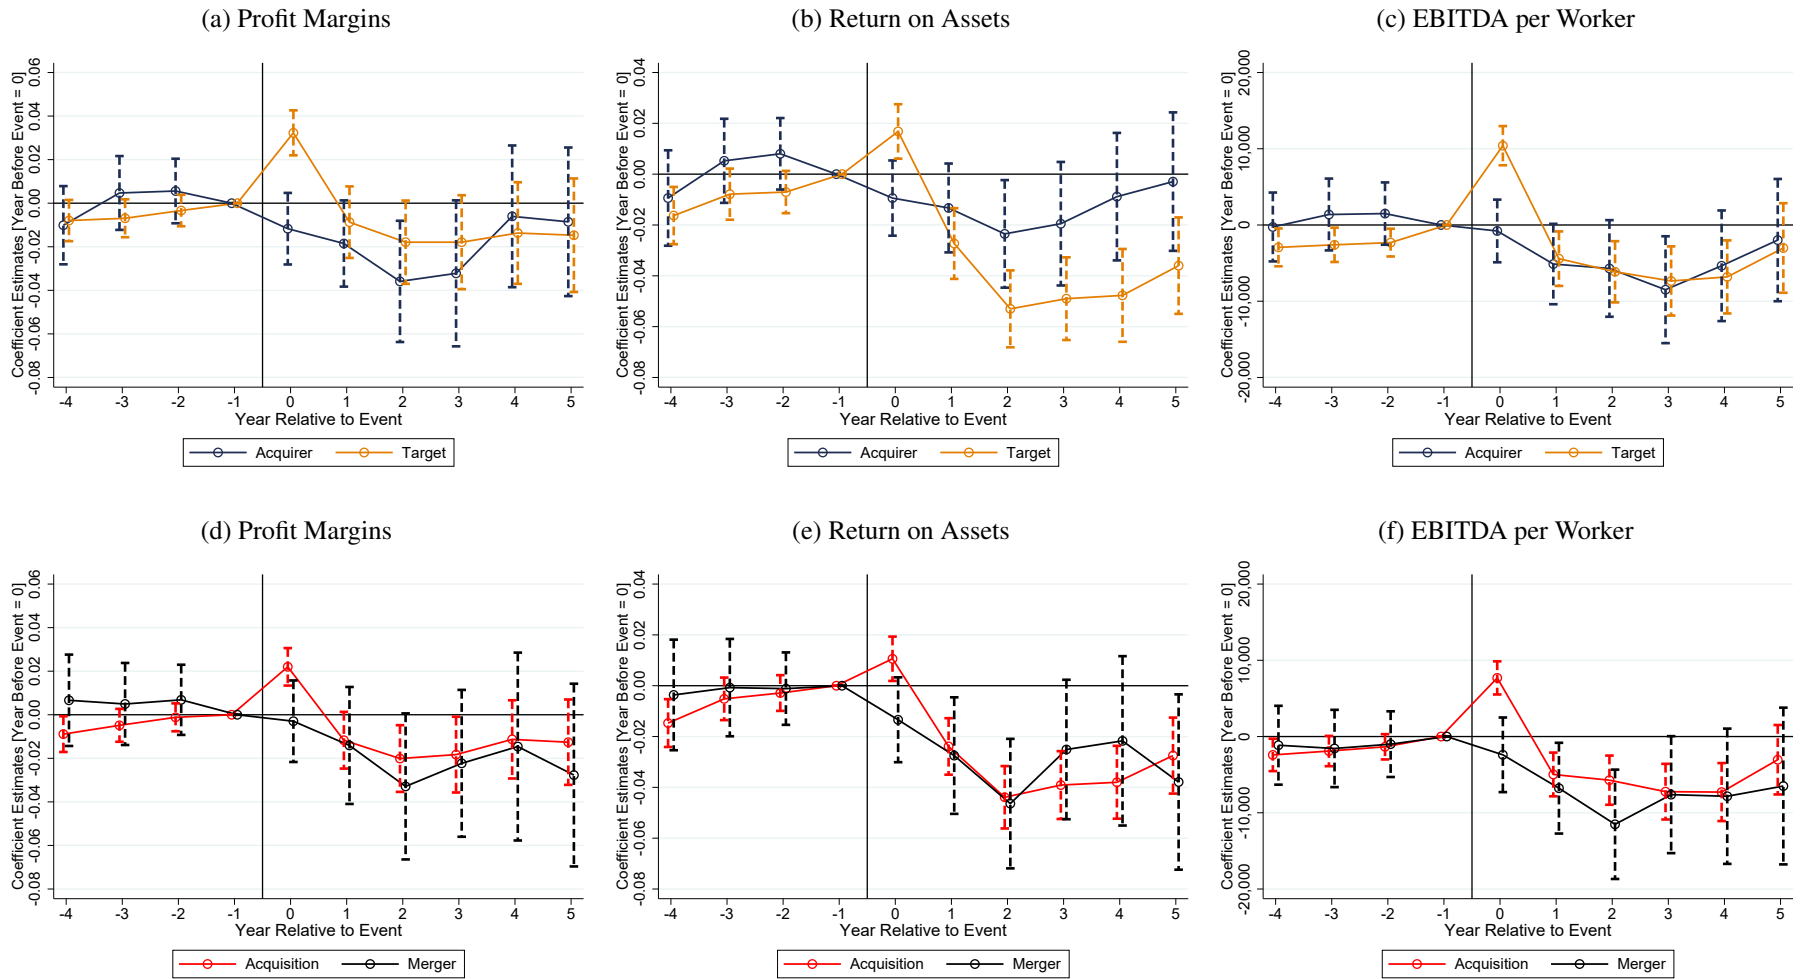 (a) Profit Margins
Coefficient Estimates [Year Before Event = 0]
0.06
0.04
0.02
0.00
-0.02
-0.04
-0.06
-0.08
-4 -3 -2 -1 0 1 2 3 4 5
Year Relative to Event
Acquirer Target
(b) Return on Assets
Coefficient Estimates [Year Before Event = 0]
0.04
0.02
0.00
-0.02
-0.04
-0.06
-0.08
-4 -3 -2 -1 0 1 2 3 4 5
Year Relative to Event
Acquirer Target
(c) EBITDA per Worker
Coefficient Estimates [Year Before Event = 0]
20,000
10,000
0
-10,000
-20,000
-4 -3 -2 -1 0 1 2 3 4 5
Year Relative to Event
Acquirer Target
(d) Profit Margins
Coefficient Estimates [Year Before Event = 0]
0.06
0.04
0.02
0.00
-0.02
-0.04
-0.06
-0.08
-4 -3 -2 -1 0 1 2 3 4 5
Year Relative to Event
Acquisition Merger
(e) Return on Assets
Coefficient Estimates [Year Before Event = 0]
0.04
0.02
0.00
-0.02
-0.04
-0.06
-0.08
-4 -3 -2 -1 0 1 2 3 4 5
Year Relative to Event
Acquisition Merger
(f) EBITDA per Worker
Coefficient Estimates [Year Before Event = 0]
20,000
10,000
0
-10,000
-20,000
-4 -3 -2 -1 0 1 2 3 4 5
Year Relative to Event
Acquisition Merger